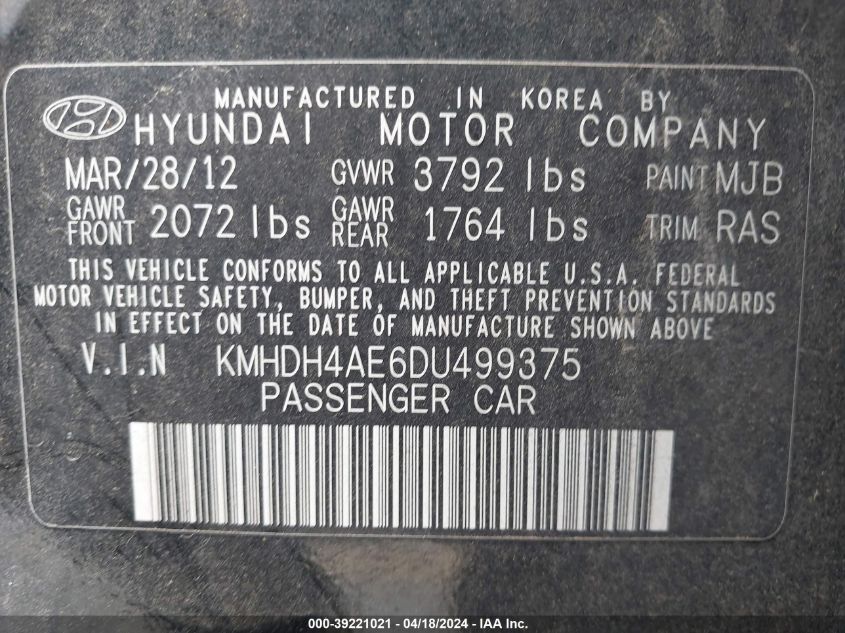 MANUFACTURED IN KOREA BY
HYUNDAI MOTOR COMPANY
MAR/28/12 GVWR 3792 lbs PAINT MJB
GAWR FRONT 2072 lbs GAWR REAR 1764 lbs TRIM RAS
THIS VEHICLE CONFORMS TO ALL APPLICABLE U.S.A. FEDERAL
MOTOR VEHICLE SAFETY, BUMPER, AND THEFT PREVENTION STANDARDS
IN EFFECT ON THE DATE OF MANUFACTURE SHOWN ABOVE
V.I.N KMHDH4AE6DU499375
PASSENGER CAR
000-39221021 - 04/18/2024 - IAA, Inc.